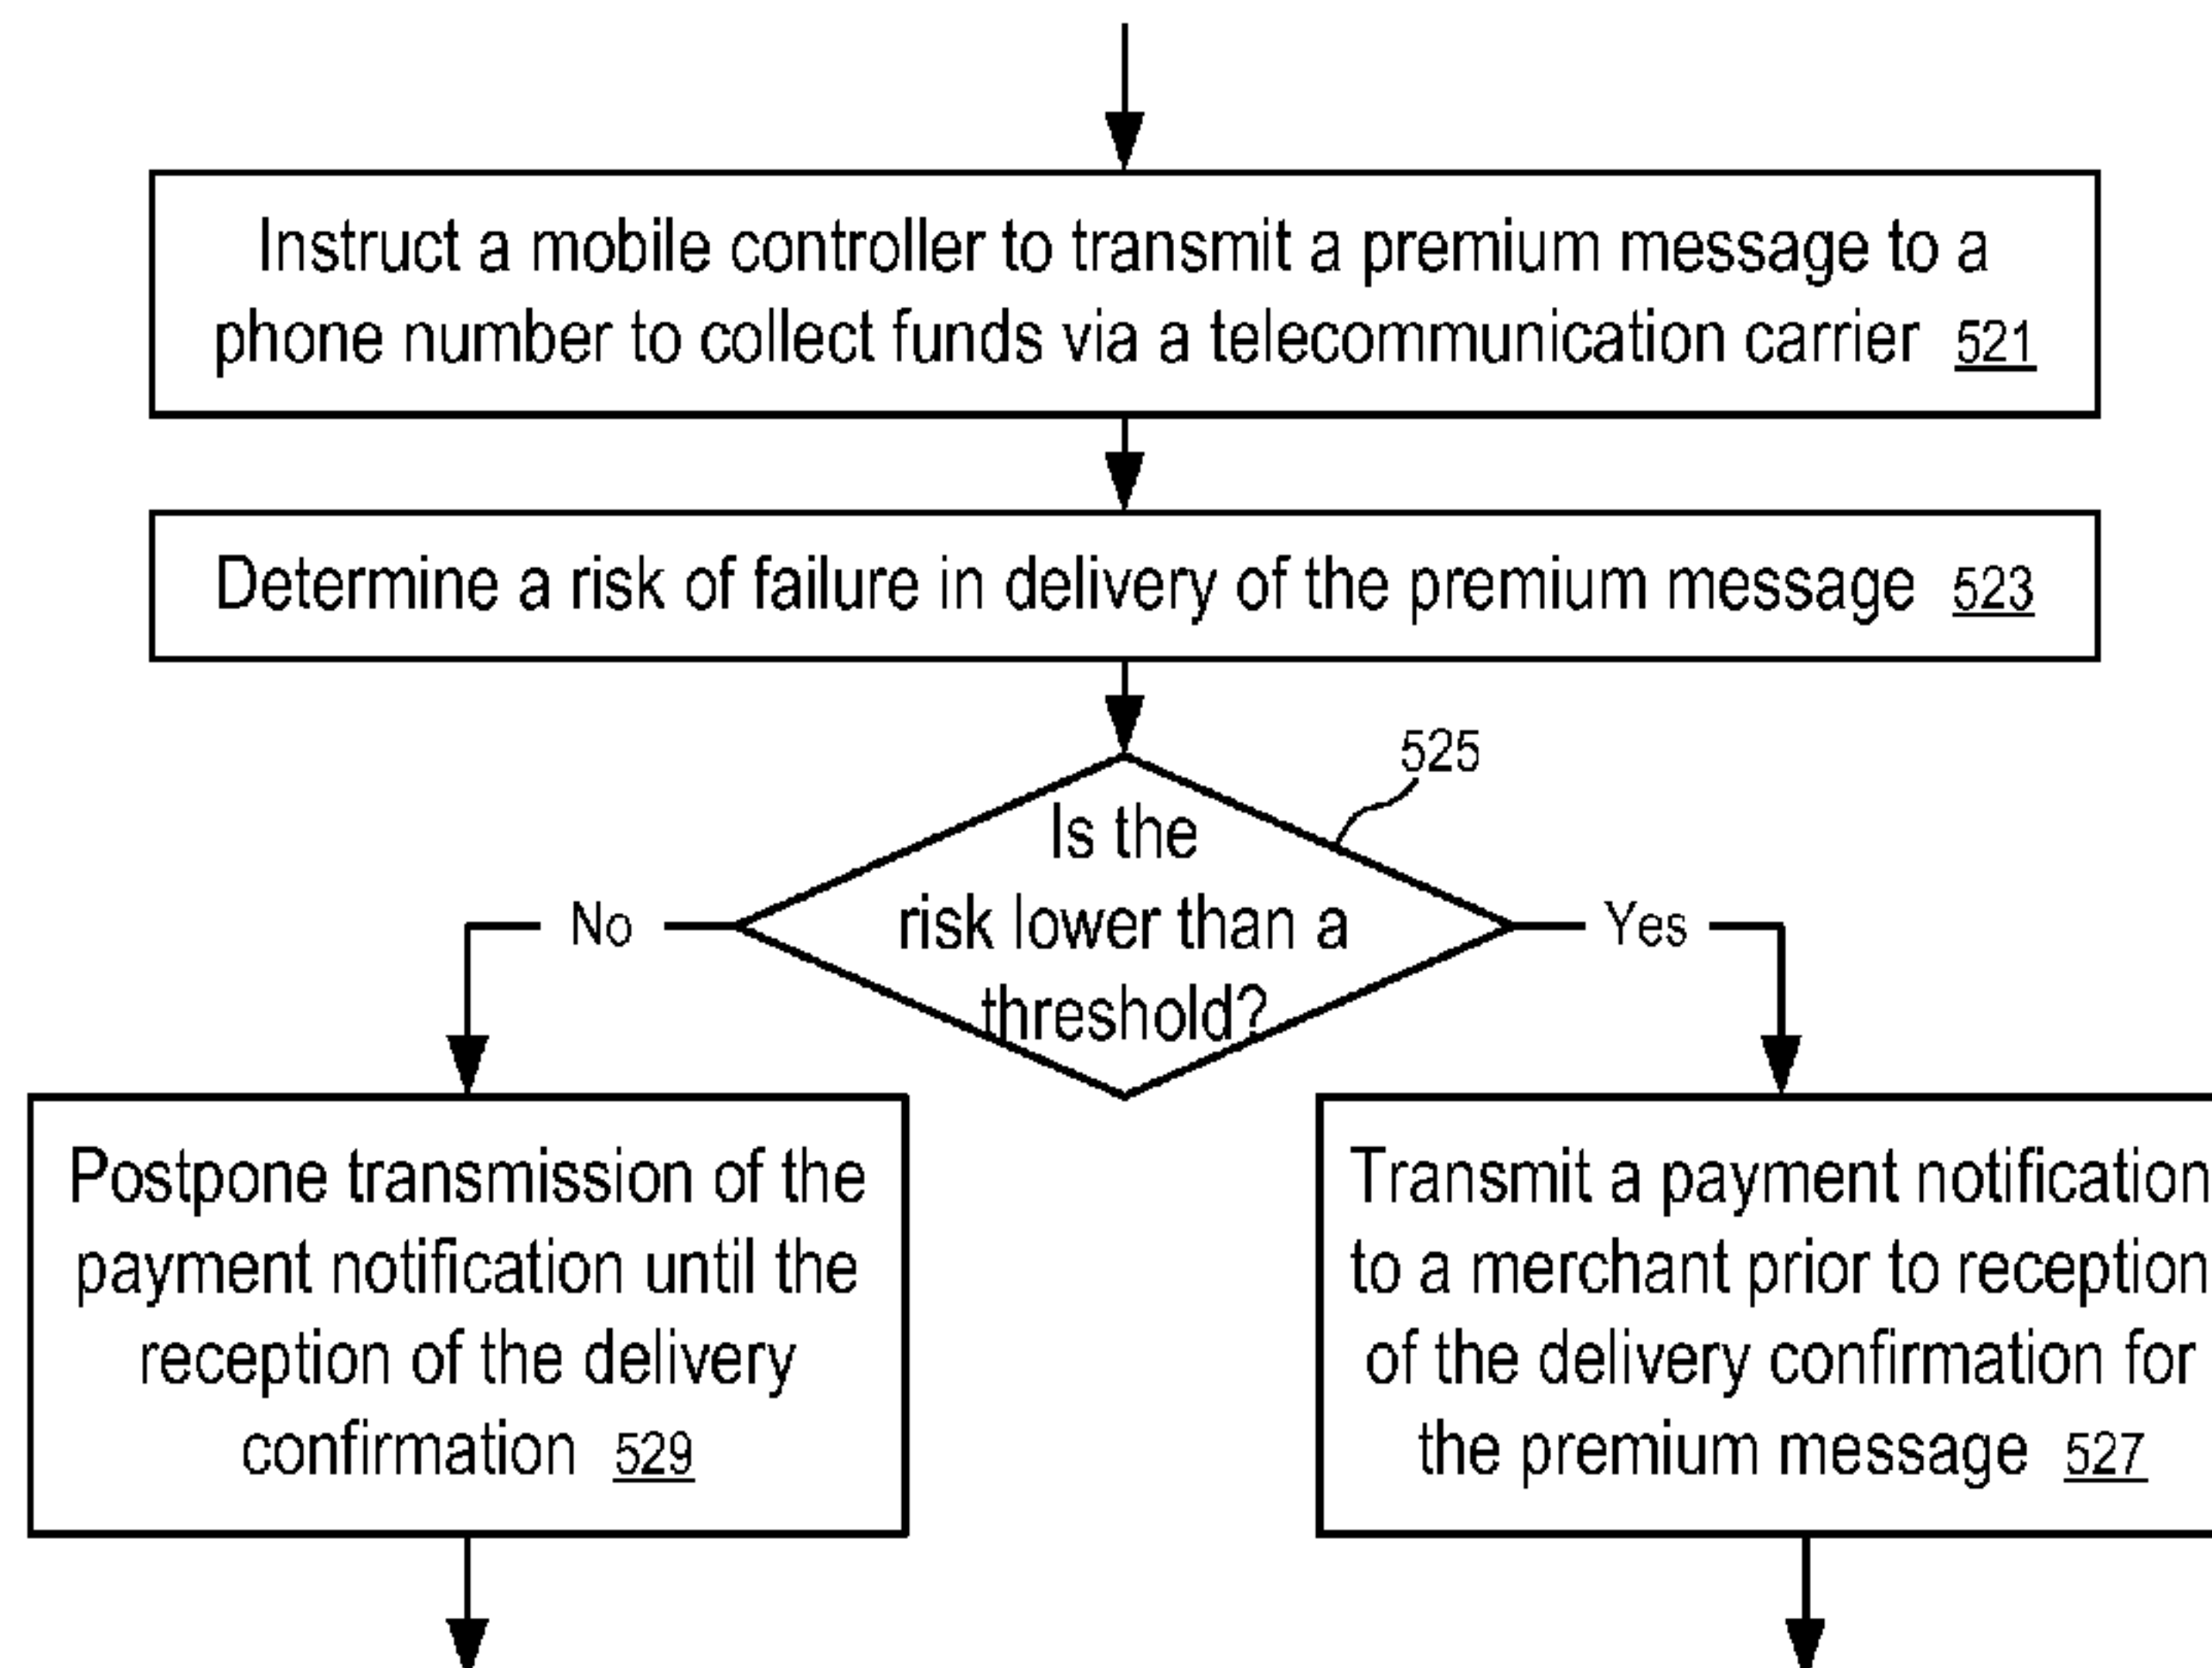 Instruct a mobile controller to transmit a premium message to a
phone number to collect funds via a telecommunication carrier 521
Determine a risk of failure in delivery of the premium message 523
525
Is the
risk lower than a
threshold?
No
Yes
Postpone transmission of the
payment notification until the
reception of the delivery
confirmation 529
Transmit a payment notification
to a merchant prior to reception
of the delivery confirmation for
the premium message 527